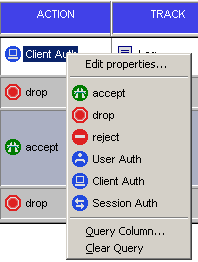 ACTION TRACK
Client Auth
Edit properties...
accept
drop
drop
reject
User Auth
accept
Client Auth
drop
Session Auth
Query Column...
Clear Query